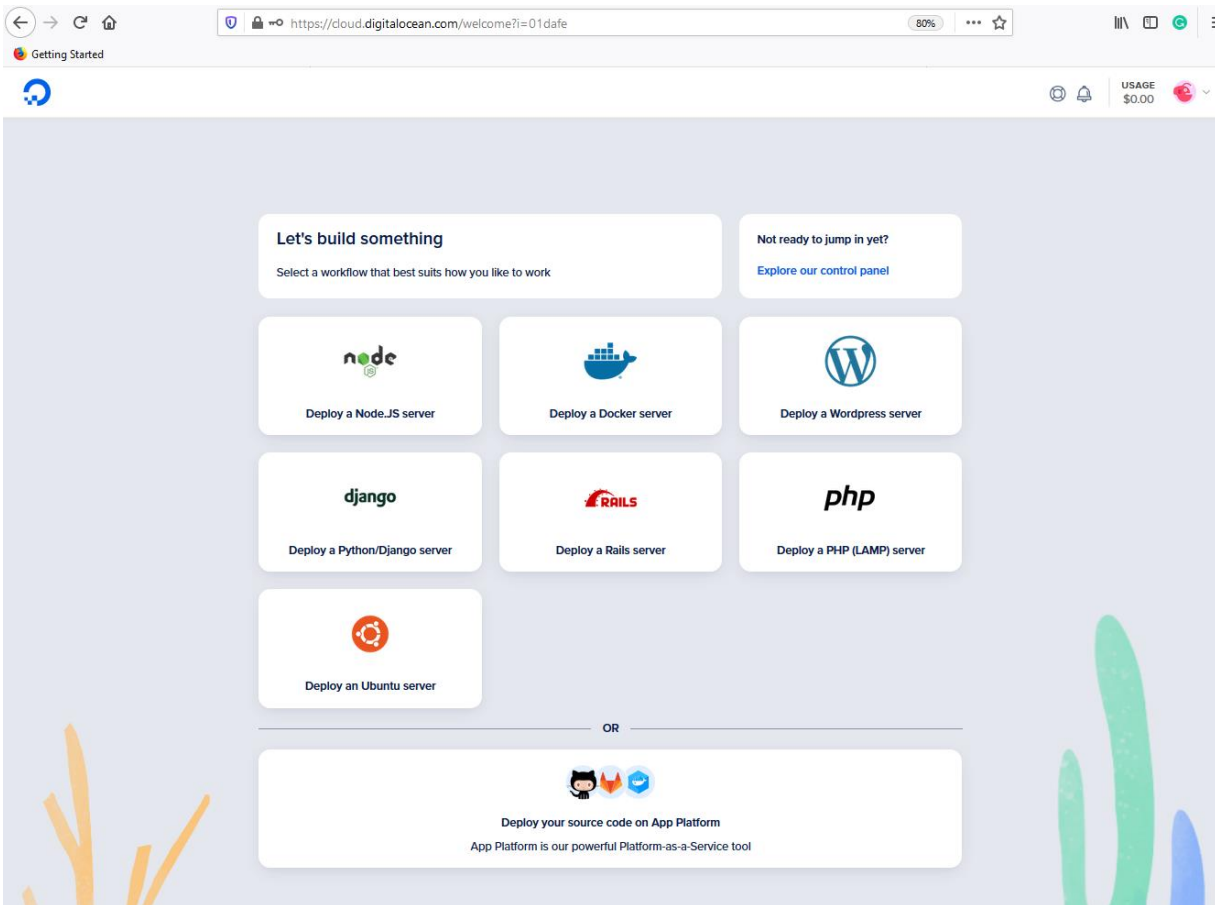 https://cloud.digitalocean.com/welcome?i=01dafe
80%
Getting Started
USAGE
$0.00
Let's build something
Select a workflow that best suits how you like to work
Not ready to jump in yet?
Explore our control panel
node
JS
Deploy a Node.JS server
Deploy a Docker server
W
Deploy a Wordpress server
django
Deploy a Python/Django server
RAILS
Deploy a Rails server
php
Deploy a PHP (LAMP) server
Deploy an Ubuntu server
OR
Deploy your source code on App Platform
App Platform is our powerful Platform-as-a-Service tool